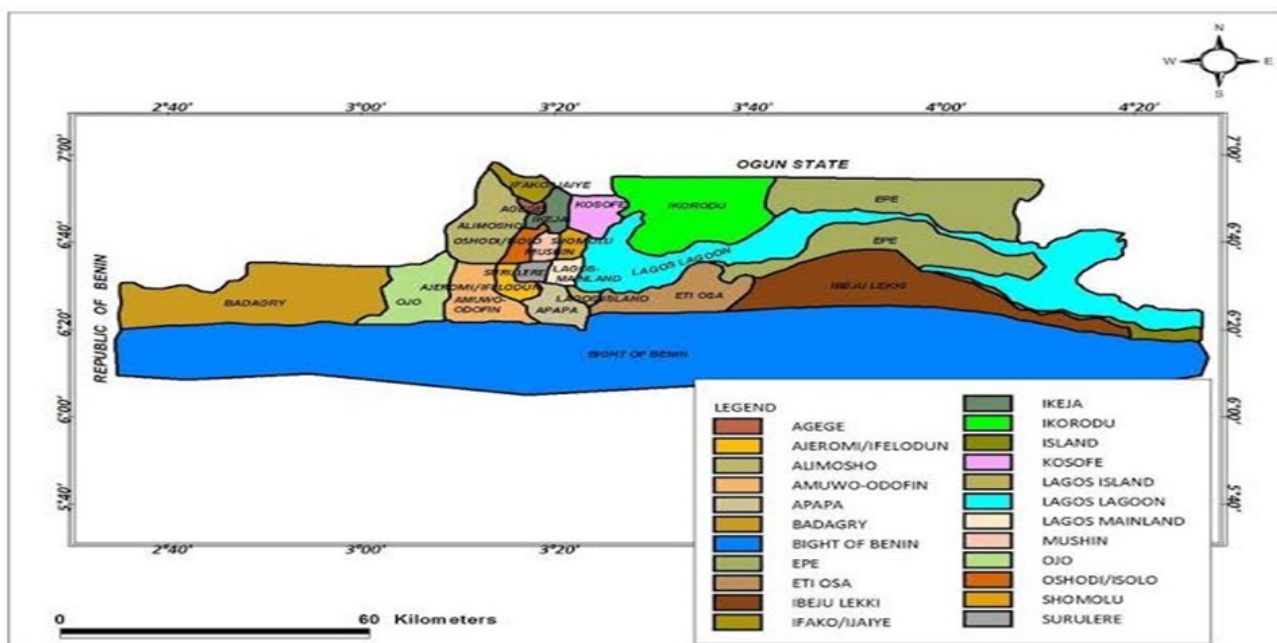 N
W E
S
2°40' 3°00' 3°20' 3°40' 4°00' 4°20'
7°00' 7°00'
OGUN STATE
IFAKO/IJAIYE
AGEGE
KOSOFE
IKORODU
EPE
IKEJA
ALIMOSHO
6°40' 6°40'
OSHODI/ISOLO
SHOMOLU
MUSHIN
EPE
LAGOS LAGOON
SURULERE
LAGOS-
MAINLAND
REPUBLIC OF BENIN
BADAGRY
OJO
AJEROMI/IFELODUN
AMUWO-
ODOFIN
LAGOS ISLAND
APAPA
ETI OSA
IBEJU LEKKI
6°20' 6°20'
BIGHT OF BENIN
6°00' 6°00'
5°40' 5°40'
2°40' 3°00' 3°20'
0 60 Kilometers
LEGEND
AGEGE
AJEROMI/IFELODUN
ALIMOSHO
AMUWO-ODOFIN
APAPA
BADAGRY
BIGHT OF BENIN
EPE
ETI OSA
IBEJU LEKKI
IFAKO/IJAIYE
IKEJA
IKORODU
ISLAND
KOSOFE
LAGOS ISLAND
LAGOS LAGOON
LAGOS MAINLAND
MUSHIN
OJO
OSHODI/ISOLO
SHOMOLU
SURULERE
4°00' 4°20'